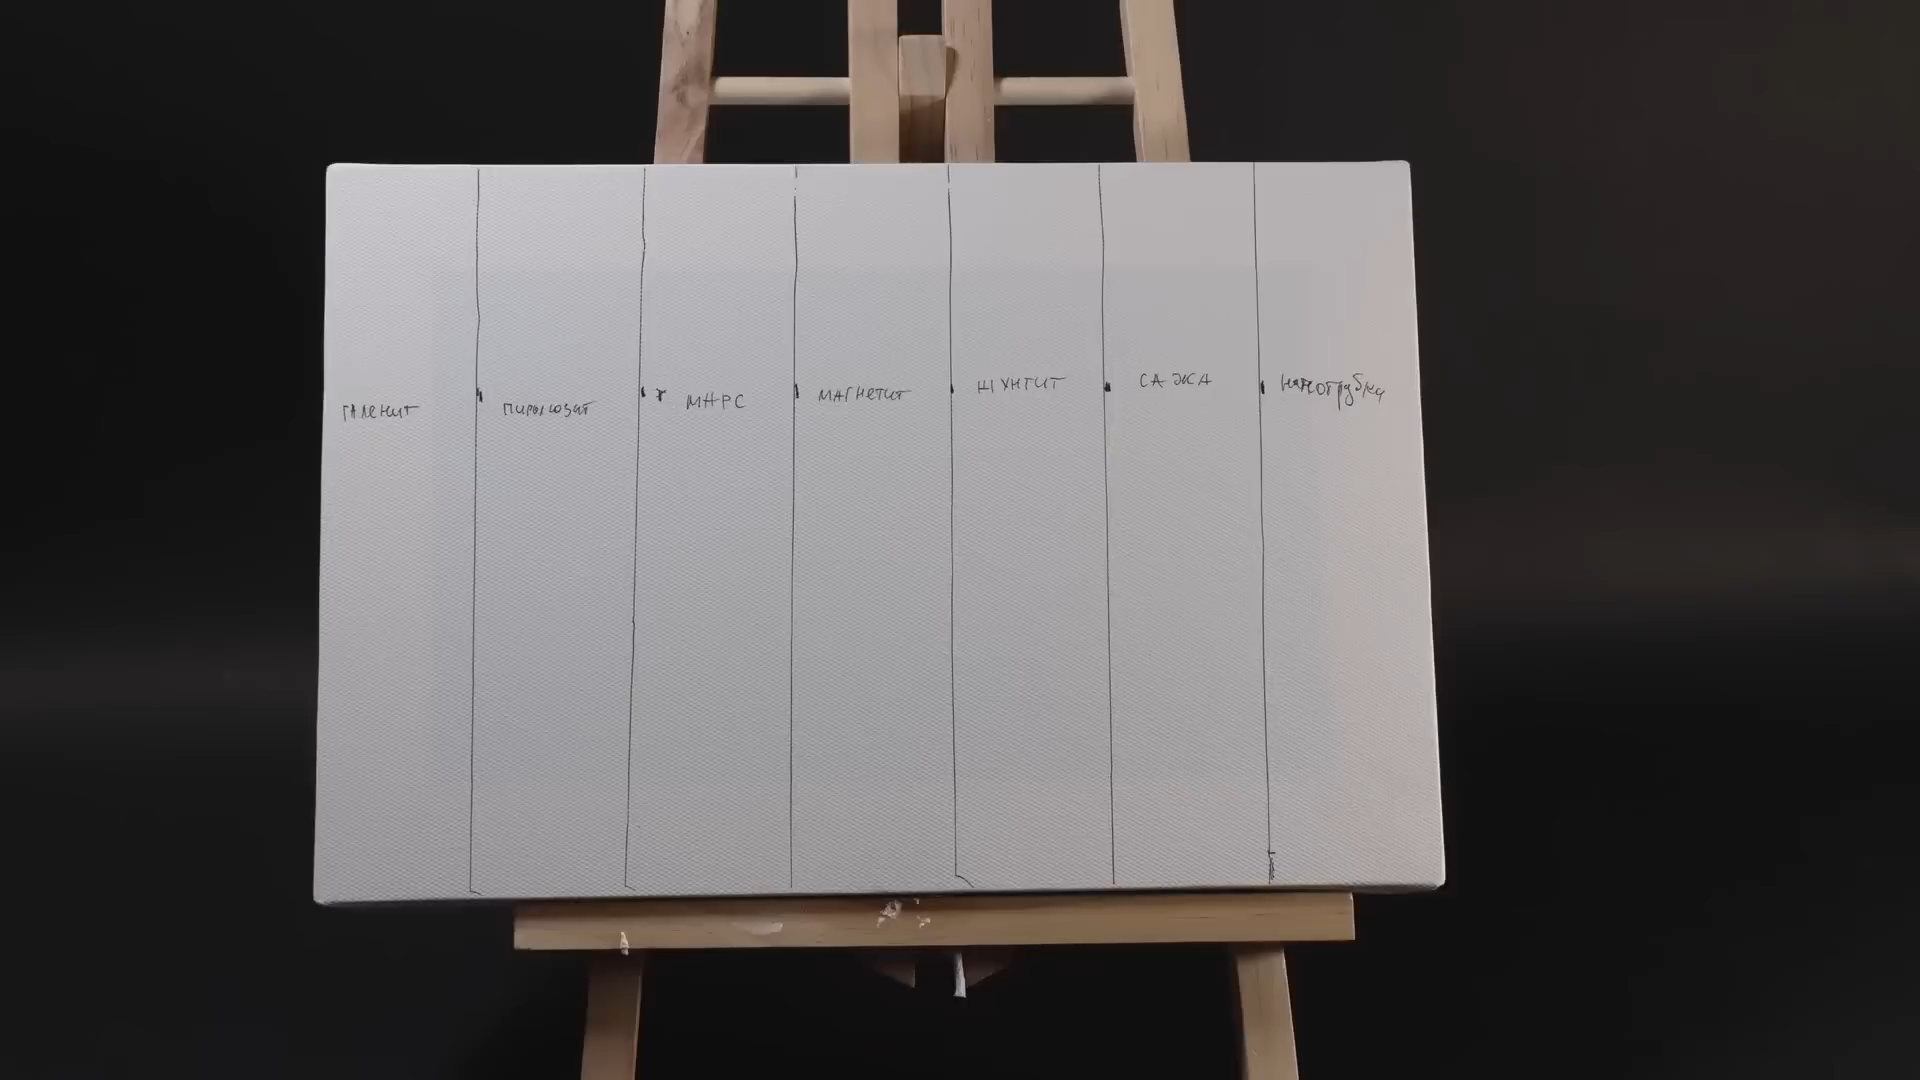 ГАЛЕНИТ
ПИРОЛЮЗИТ
МАРС
МАГНЕТИТ
ШУНГИТ
САЖА
нанотрубки